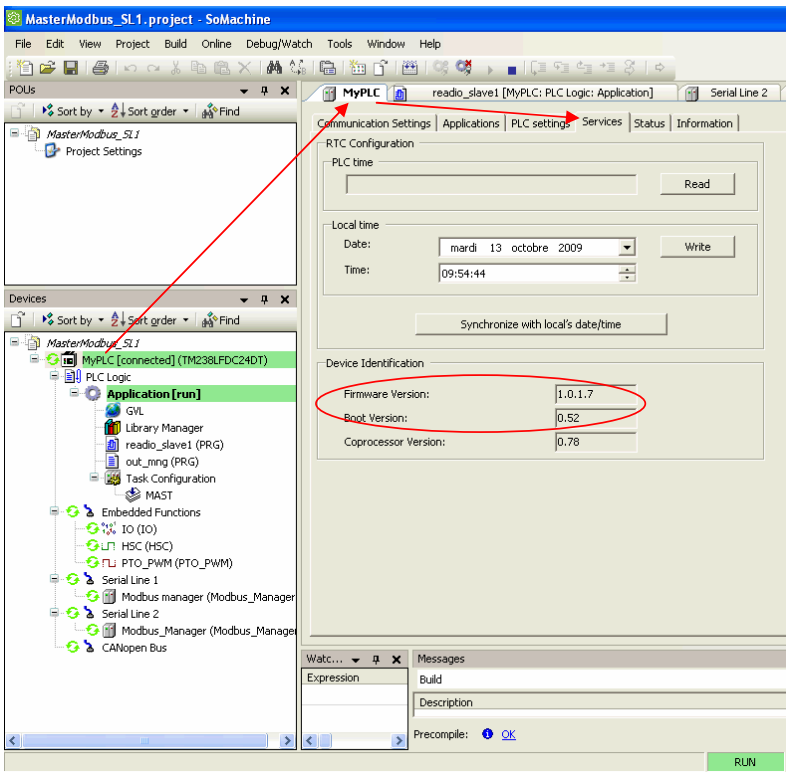 MasterModbus_SL1.project - SoMachine
File Edit View Project Build Online Debug/Watch Tools Window Help
POUs
Sort by Sort order Find
MasterModbus_SL1
Project Settings
Devices
Sort by Sort order Find
MasterModbus_SL1
MyPLC [connected] (TM238LFDC24DT)
PLC Logic
Application [run]
GVL
Library Manager
readio_slave1 (PRG)
out_mng (PRG)
Task Configuration
MAST
Embedded Functions
IO (IO)
HSC (HSC)
PTO_PWM (PTO_PWM)
Serial Line 1
Modbus manager (Modbus_Manager
Serial Line 2
Modbus_Manager (Modbus_Manager
CANopen Bus
MyPLC readio_slave1 [MyPLC: PLC Logic: Application] Serial Line 2
Communication Settings Applications PLC settings Services Status Information
RTC Configuration
PLC time
Read
Local time
Date: mardi 13 octobre 2009 Write
Time: 09:54:44
Synchronize with local's date/time
Device Identification
Firmware Version: 1.0.1.7
Boot Version: 0.52
Coprocessor Version: 0.78
Watc...
Expression
Messages
Build
Description
Precompile: OK
RUN